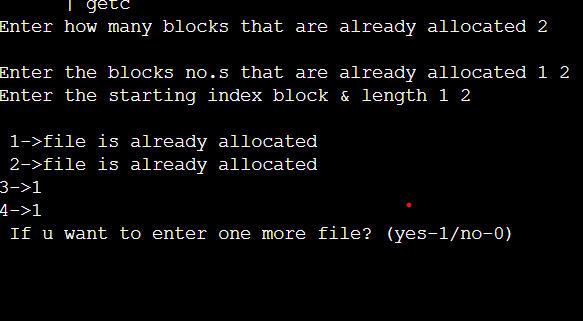 | getc
Enter how many blocks that are already allocated 2
Enter the blocks no.s that are already allocated 1 2
Enter the starting index block & length 1 2
1->file is already allocated
2->file is already allocated
3->1
4->1
If u want to enter one more file? (yes-1/no-0)